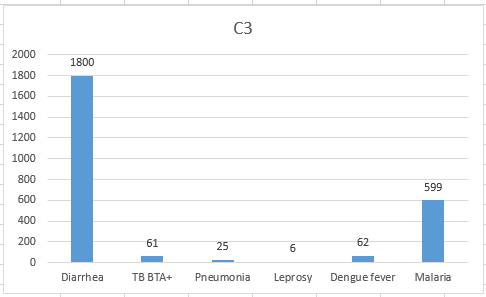 C3
2000
1800
1600
1400
1200
1000
800
600
400
200
0
1800
61
25
6
62
599
Diarrhea
TB BTA+
Pneumonia
Leprosy
Dengue fever
Malaria